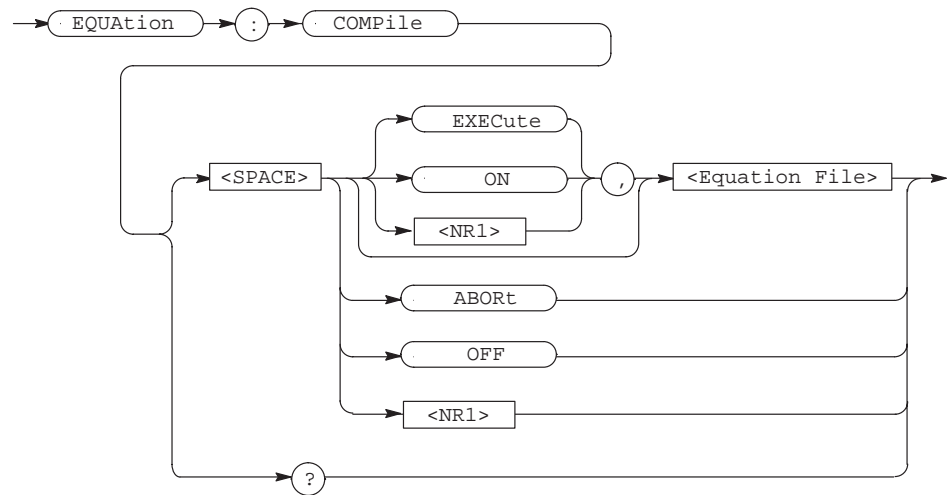 EQUAtion : COMPile
EXECute
<SPACE> ON , <Equation File>
<NR1>
ABORt
OFF
<NR1>
?